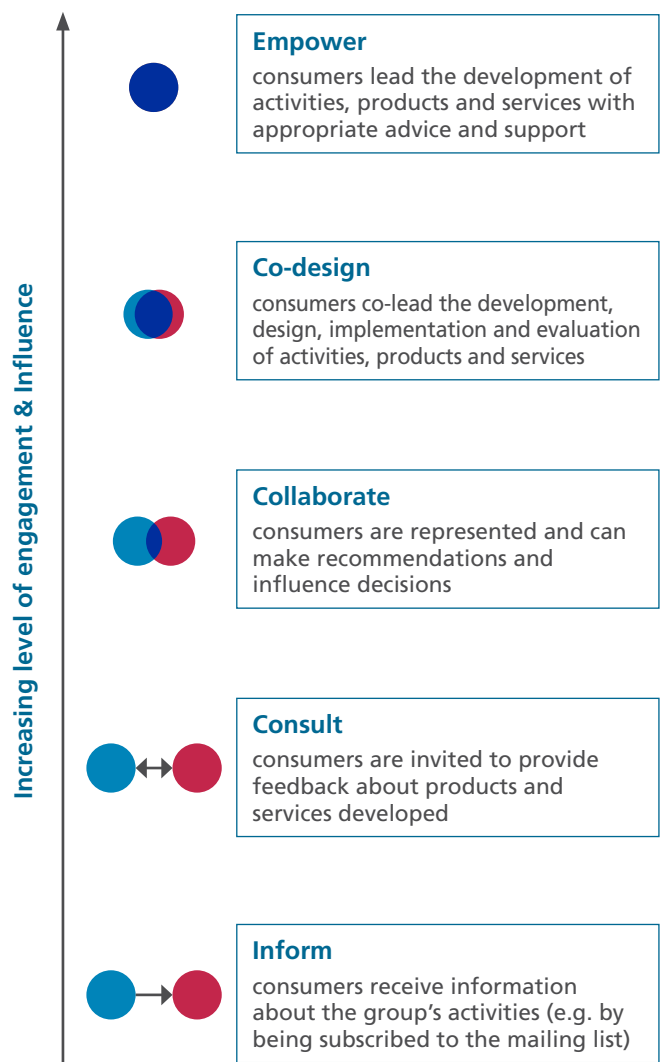 Increasing level of engagement & Influence
Empower
consumers lead the development of
activities, products and services with
appropriate advice and support
Co-design
consumers co-lead the development,
design, implementation and evaluation
of activities, products and services
Collaborate
consumers are represented and can
make recommendations and
influence decisions
Consult
consumers are invited to provide
feedback about products and
services developed
Inform
consumers receive information
about the group's activities (e.g. by
being subscribed to the mailing list)